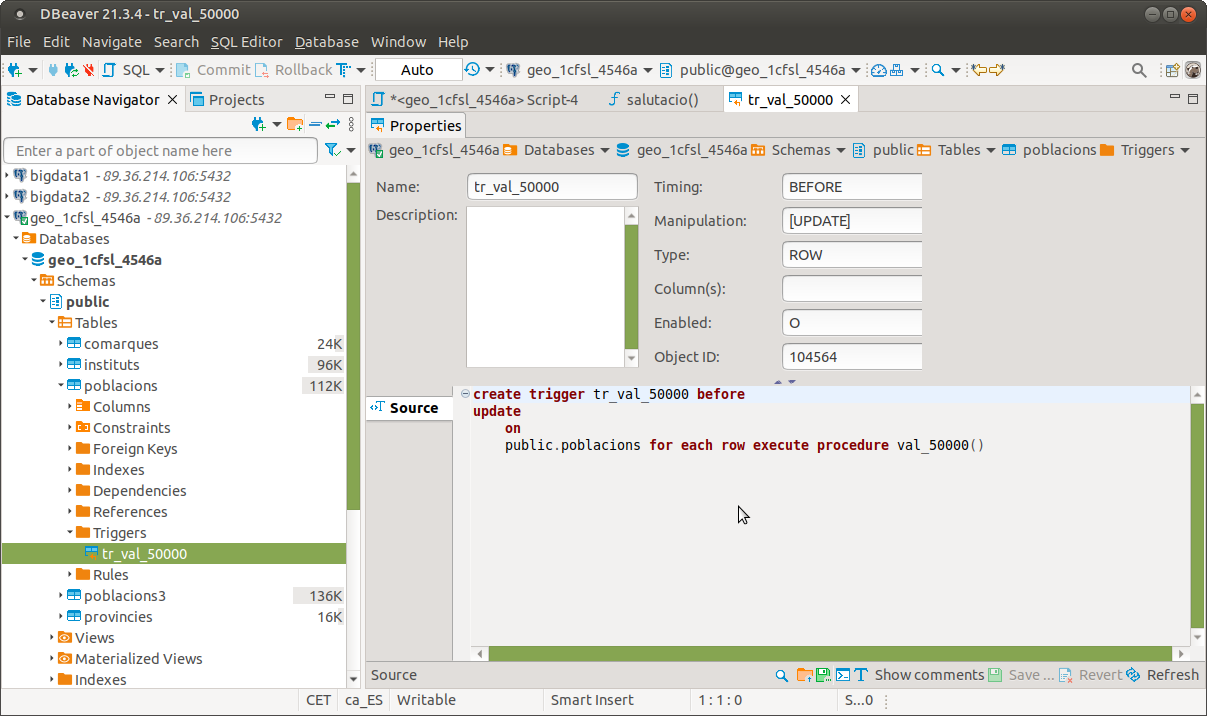 DBeaver 21.3.4 - tr_val_50000
File Edit Navigate Search SQL Editor Database Window Help
SQL Commit Rollback Auto geo_1cfsl_4546a public@geo_1cfsl_4546a
Database Navigator Projects
Enter a part of object name here
bigdata1 - 89.36.214.106:5432
bigdata2 - 89.36.214.106:5432
geo_1cfsl_4546a - 89.36.214.106:5432
Databases
geo_1cfsl_4546a
Schemas
public
Tables
comarques 24K
instituts 96K
poblacions 112K
Columns
Constraints
Foreign Keys
Indexes
Dependencies
References
Triggers
tr_val_50000
Rules
poblacions3 136K
provincies 16K
Views
Materialized Views
Indexes
*<geo_1cfsl_4546a> Script-4 salutacio() tr_val_50000
Properties
geo_1cfsl_4546a Databases geo_1cfsl_4546a Schemas public Tables poblacions Triggers
Name: tr_val_50000
Description:
Timing: BEFORE
Manipulation: [UPDATE]
Type: ROW
Column(s):
Enabled: O
Object ID: 104564
Source
create trigger tr_val_50000 before
update
on
public.poblacions for each row execute procedure val_50000()
Source Show comments Save ... Revert Refresh
CET ca_ES Writable Smart Insert 1 : 1 : 0 S...0